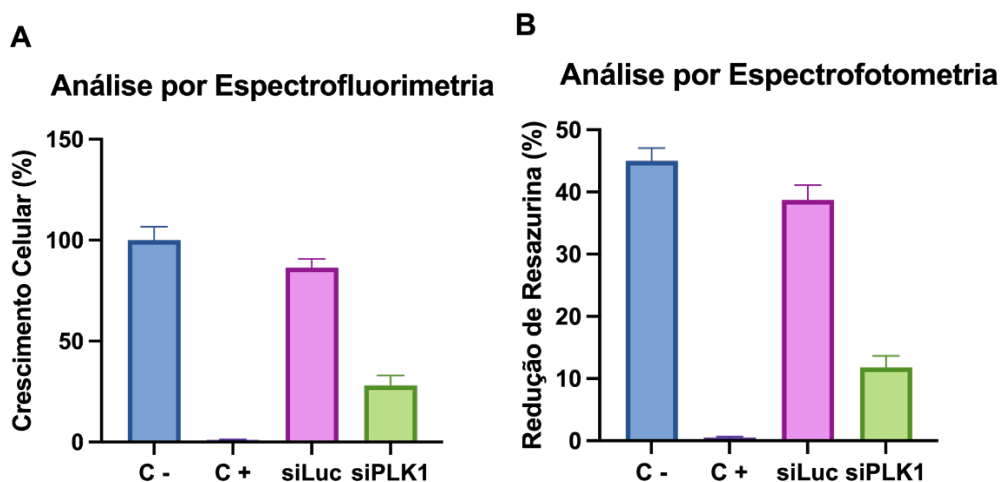 A
Análise por Espectrofluorimetria
Crescimento Celular (%)
150
100
50
0
C -
C +
siLuc
siPLK1
B
Análise por Espectrofotometria
Redução de Resazurina (%)
50
40
30
20
10
0
C -
C +
siLuc
siPLK1